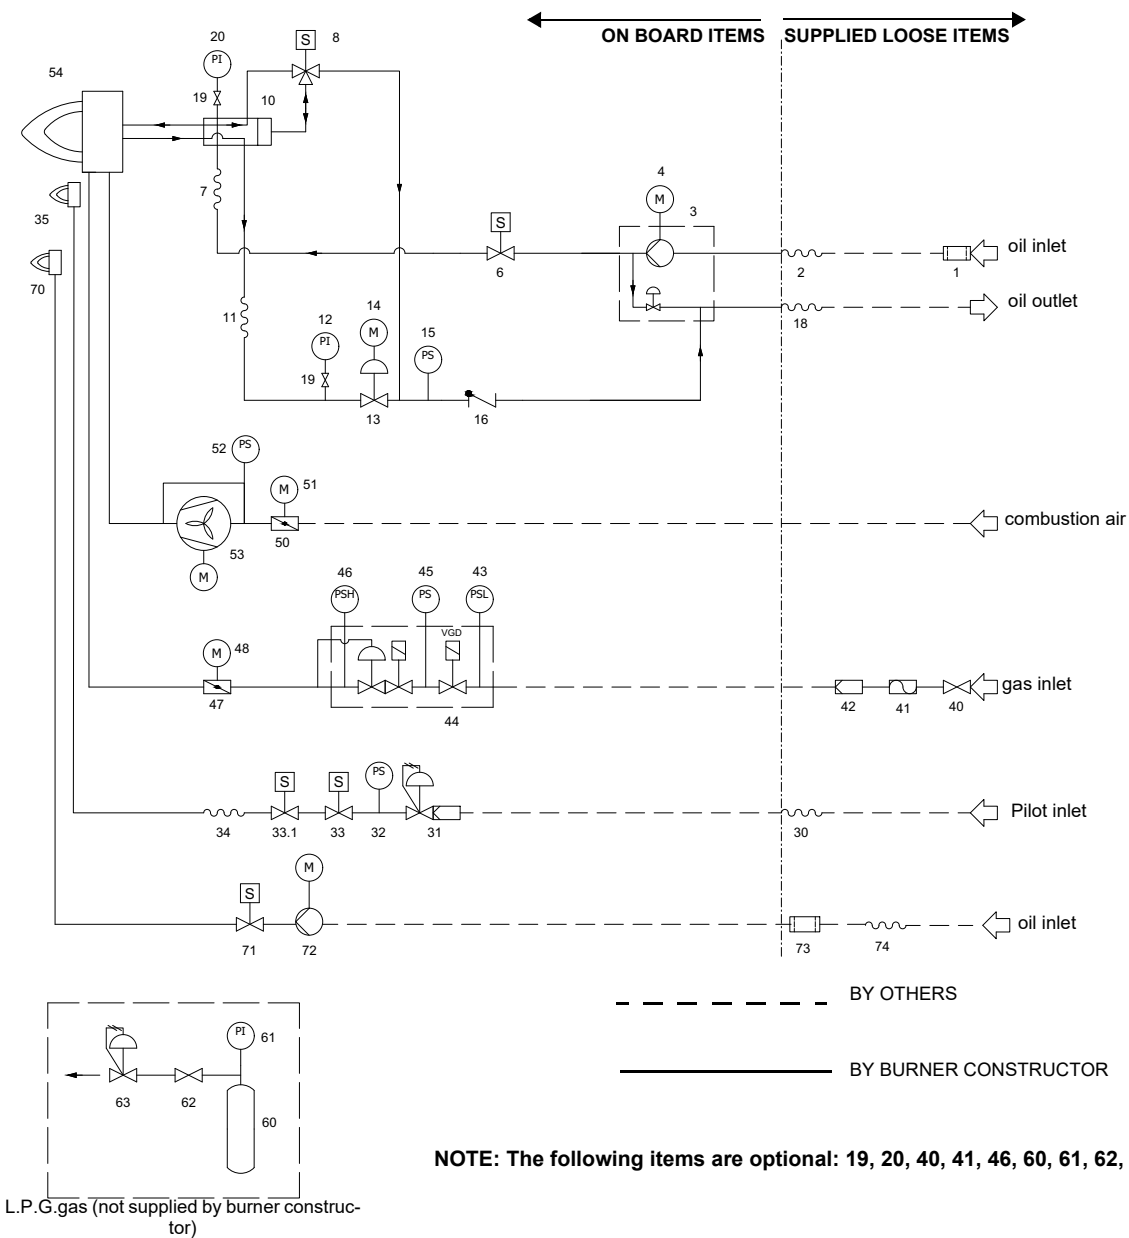 ON BOARD ITEMS SUPPLIED LOOSE ITEMS
20 S 8
PI
54
19 10
4
M
7 3
35
S
oil inlet
6 2 1
70
14
oil outlet
11 12 M 15 18
PI PS
19
13 16
52 PS
M 51
combustion air
53 50
M
46 45 43
PSH PS PSL
M 48 VGD
gas inlet
47 44 42 41 40
PS
S S
Pilot inlet
34 33.1 33 32 31 30
M
S
oil inlet
71 72 73 74
BY OTHERS
PI 61
BY BURNER CONSTRUCTOR
63 62 60
NOTE: The following items are optional: 19, 20, 40, 41, 46, 60, 61, 62,
L.P.G.gas (not supplied by burner construc-
tor)